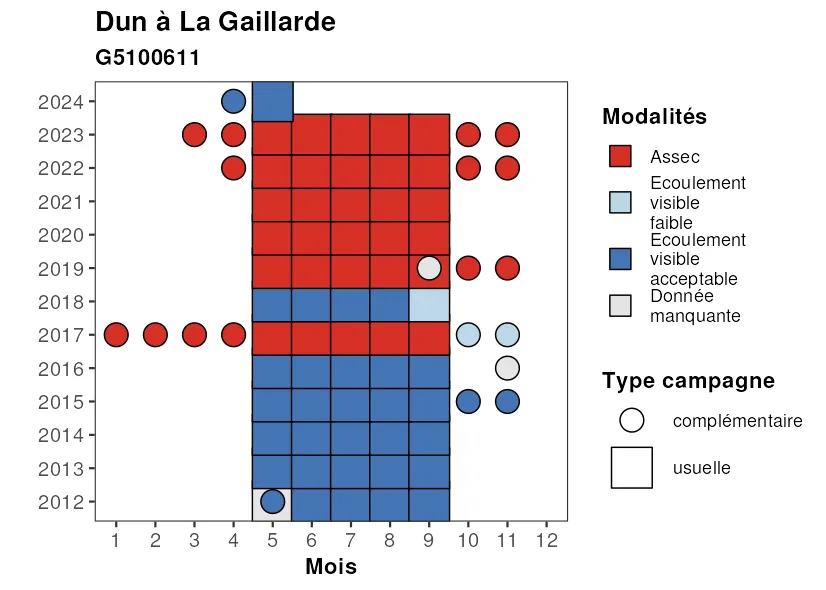 Dun à La Gaillarde
G5100611
2024
2023
2022
2021
2020
2019
2018
2017
2016
2015
2014
2013
2012
1 2 3 4 5 6 7 8 9 10 11 12
Mois
Modalités
Assec
Ecoulement
visible
faible
Ecoulement
visible
acceptable
Donnée
manquante
Type campagne
complémentaire
usuelle